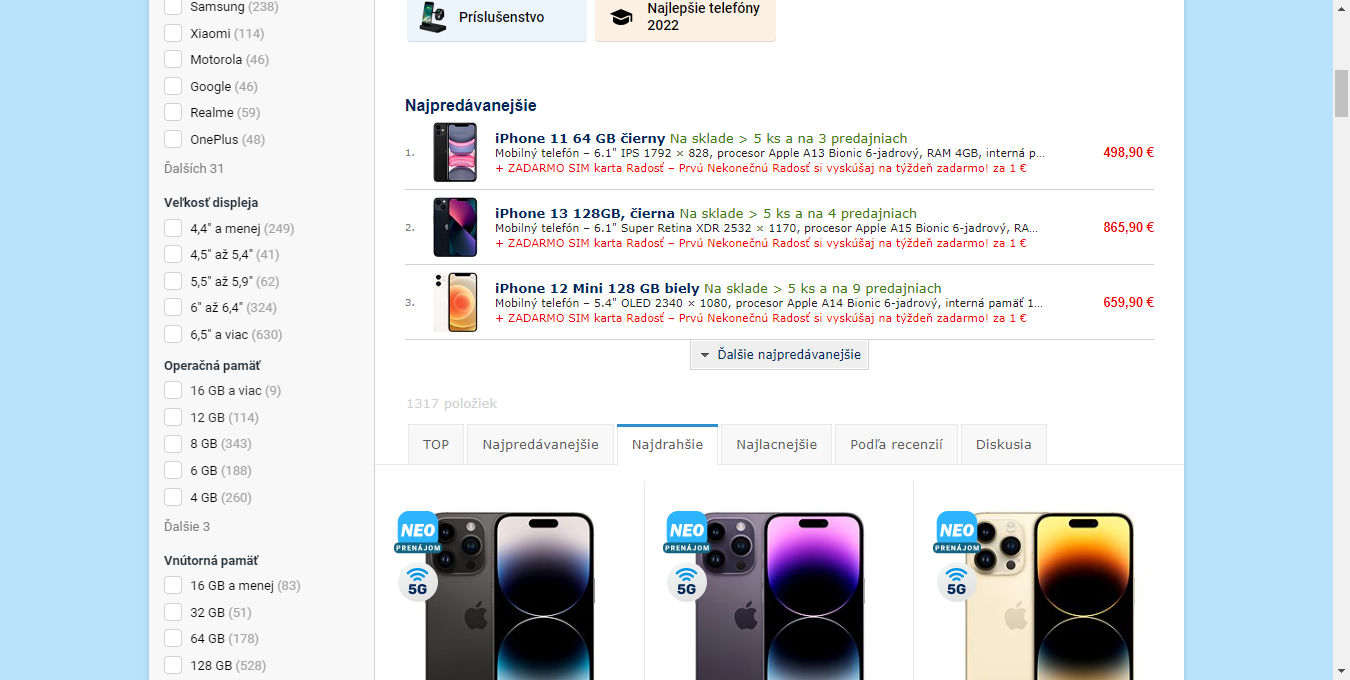 Samsung (238)
Xiaomi (114)
Motorola (46)
Google (46)
Realme (59)
OnePlus (48)
Ďalších 31
Veľkosť displeja
4,4" a menej (249)
4,5" až 5,4" (41)
5,5" až 5,9" (62)
6" až 6,4" (324)
6,5" a viac (630)
Operačná pamäť
16 GB a viac (9)
12 GB (114)
8 GB (343)
6 GB (188)
4 GB (260)
Ďalšie 3
Vnútorná pamäť
16 GB a menej (83)
32 GB (51)
64 GB (178)
128 GB (528)
Príslušenstvo
Najlepšie telefóny
2022
Najpredávanejšie
1.
iPhone 11 64 GB čierny Na sklade > 5 ks a na 3 predajniach
Mobilný telefón – 6.1" IPS 1792 × 828, procesor Apple A13 Bionic 6-jadrový, RAM 4GB, interná p...
+ ZADARMO SIM karta Radosť – Prvú Nekonečnú Radosť si vyskúšaj na týždeň zadarmo! za 1 €
498,90 €
2.
iPhone 13 128GB, čierna Na sklade > 5 ks a na 4 predajniach
Mobilný telefón – 6.1" Super Retina XDR 2532 × 1170, procesor Apple A15 Bionic 6-jadrový, RA...
+ ZADARMO SIM karta Radosť – Prvú Nekonečnú Radosť si vyskúšaj na týždeň zadarmo! za 1 €
865,90 €
3.
iPhone 12 Mini 128 GB biely Na sklade > 5 ks a na 9 predajniach
Mobilný telefón – 5.4" OLED 2340 × 1080, procesor Apple A14 Bionic 6-jadrový, interná pamäť 1...
+ ZADARMO SIM karta Radosť – Prvú Nekonečnú Radosť si vyskúšaj na týždeň zadarmo! za 1 €
659,90 €
Ďalšie najpredávanejšie
1317 položiek
TOP
Najpredávanejšie
Najdrahšie
Najlacnejšie
Podľa recenzií
Diskusia
NEO
PRENÁJOM
5G
NEO
PRENÁJOM
5G
NEO
PRENÁJOM
5G